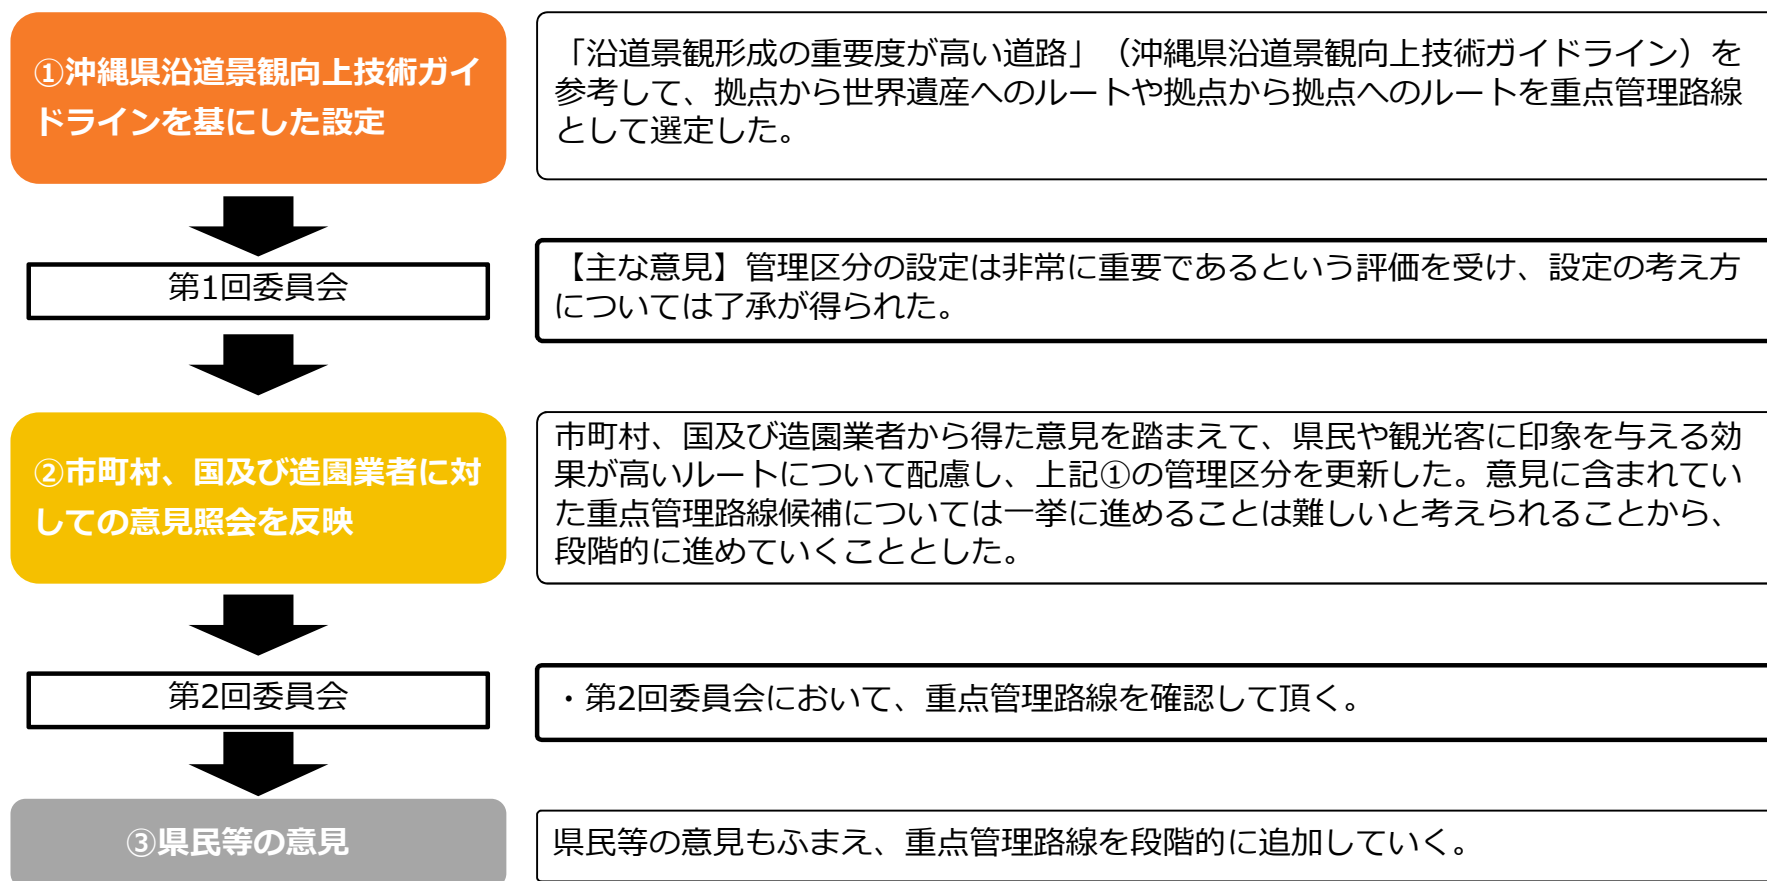 ①沖縄県沿道景観向上技術ガイ
ドラインを基にした設定
「沿道景観形成の重要度が高い道路」（沖縄県沿道景観向上技術ガイドライン）を
参考して、拠点から世界遺産へのルートや拠点から拠点へのルートを重点管理路線
として選定した。
第1回委員会
【主な意見】管理区分の設定は非常に重要であるという評価を受け、設定の考え方
については了承が得られた。
②市町村、国及び造園業者に対
しての意見照会を反映
市町村、国及び造園業者から得た意見を踏まえて、県民や観光客に印象を与える効
果が高いルートについて配慮し、上記①の管理区分を更新した。意見に含まれてい
た重点管理路線候補については一挙に進めることは難しいと考えられることから、
段階的に進めていくこととした。
第2回委員会
・第2回委員会において、重点管理路線を確認して頂く。
③県民等の意見
県民等の意見もふまえ、重点管理路線を段階的に追加していく。